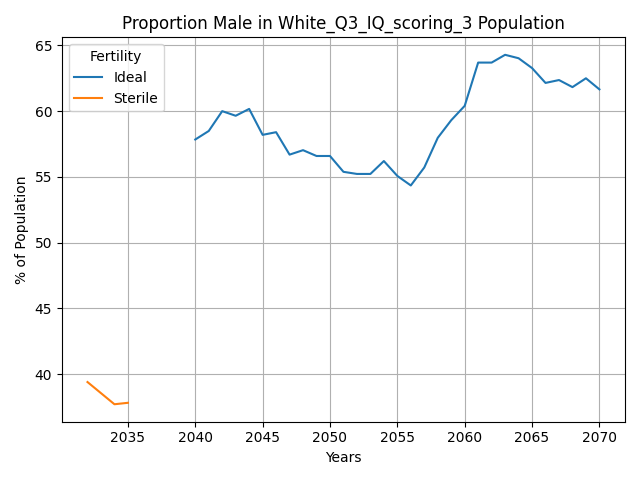 Proportion Male in White_Q3_IQ_scoring_3 Population
Fertility
Ideal
Sterile
% of Population
65
60
55
50
45
40
2035 2040 2045 2050 2055 2060 2065 2070
Years